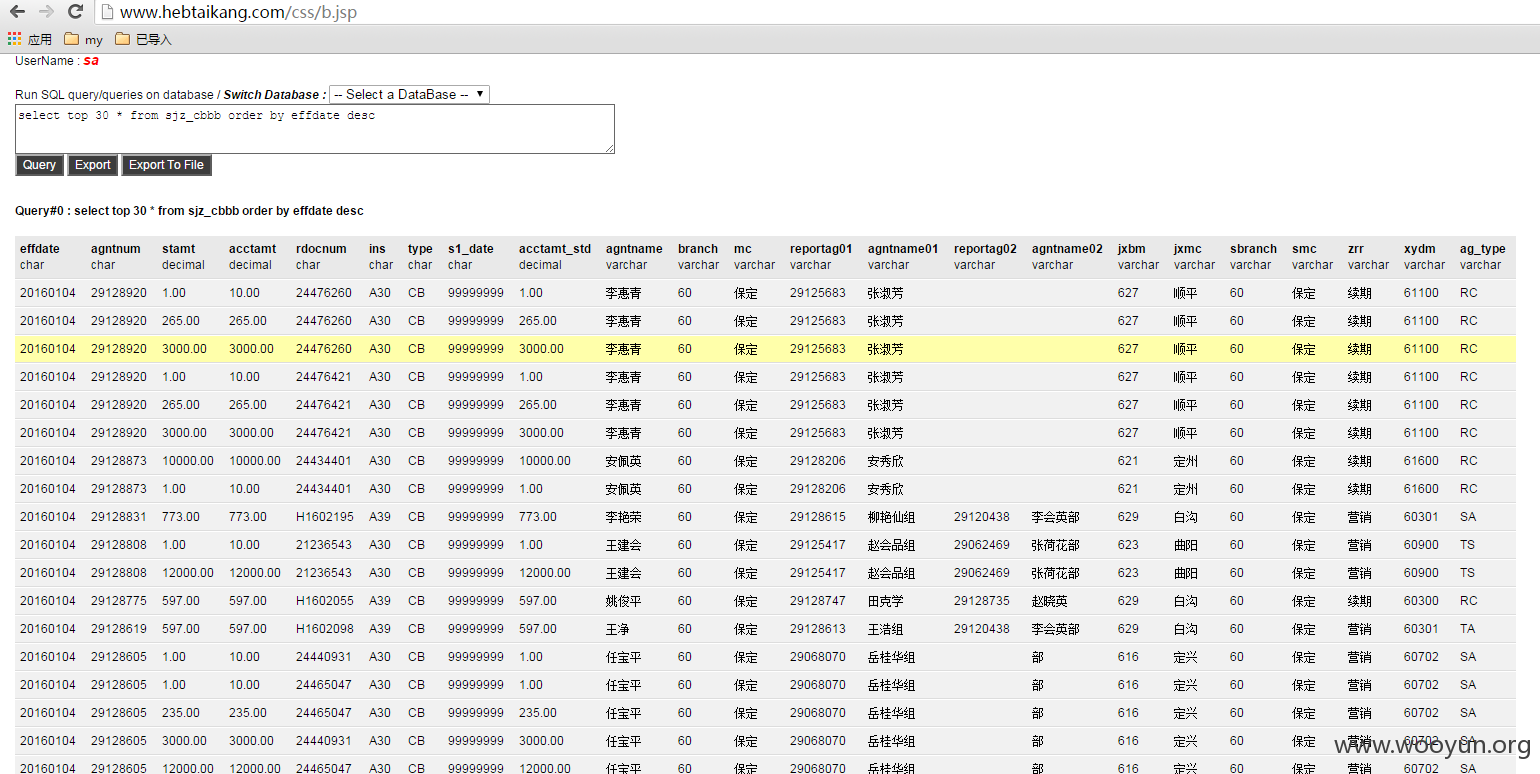 www.hebtaikang.com/css/b.jsp
应用 my 已导入
UserName : sa
Run SQL query/queries on database / Switch Database : -- Select a DataBase --
select top 30 * from sjz_cbbb order by effdate desc
Query Export Export To File
Query#0 : select top 30 * from sjz_cbbb order by effdate desc
effdate agntnum stamt acctamt rdocnum ins type s1_date acctamt_std agntname branch mc reportag01 agntname01 reportag02 agntname02 jxbm jxmc sbranch smc zrr xydm ag_type
char char decimal decimal char char char char decimal varchar varchar varchar varchar varchar varchar varchar varchar varchar varchar varchar varchar varchar varchar
20160104 29128920 1.00 10.00 24476260 A30 CB 99999999 1.00 李惠青 60 保定 29125683 张淑芳 627 顺平 60 保定 续期 61100 RC
20160104 29128920 265.00 265.00 24476260 A30 CB 99999999 265.00 李惠青 60 保定 29125683 张淑芳 627 顺平 60 保定 续期 61100 RC
20160104 29128920 3000.00 3000.00 24476260 A30 CB 99999999 3000.00 李惠青 60 保定 29125683 张淑芳 627 顺平 60 保定 续期 61100 RC
20160104 29128920 1.00 10.00 24476421 A30 CB 99999999 1.00 李惠青 60 保定 29125683 张淑芳 627 顺平 60 保定 续期 61100 RC
20160104 29128920 265.00 265.00 24476421 A30 CB 99999999 265.00 李惠青 60 保定 29125683 张淑芳 627 顺平 60 保定 续期 61100 RC
20160104 29128920 3000.00 3000.00 24476421 A30 CB 99999999 3000.00 李惠青 60 保定 29125683 张淑芳 627 顺平 60 保定 续期 61100 RC
20160104 29128873 10000.00 10000.00 24434401 A30 CB 99999999 10000.00 安佩英 60 保定 29128206 安秀欣 621 定州 60 保定 续期 61600 RC
20160104 29128873 1.00 10.00 24434401 A30 CB 99999999 1.00 安佩英 60 保定 29128206 安秀欣 621 定州 60 保定 续期 61600 RC
20160104 29128831 773.00 773.00 H1602195 A39 CB 99999999 773.00 李艳荣 60 保定 29128615 柳艳仙组 29120438 李会英部 629 白沟 60 保定 营销 60301 SA
20160104 29128808 1.00 10.00 21236543 A30 CB 99999999 1.00 王建会 60 保定 29125417 赵会品组 29062469 张荷花部 623 曲阳 60 保定 营销 60900 TS
20160104 29128808 12000.00 12000.00 21236543 A30 CB 99999999 12000.00 王建会 60 保定 29125417 赵会品组 29062469 张荷花部 623 曲阳 60 保定 营销 60900 TS
20160104 29128775 597.00 597.00 H1602055 A39 CB 99999999 597.00 姚俊平 60 保定 29128747 田克学 29128735 赵晓英 629 白沟 60 保定 续期 60300 RC
20160104 29128619 597.00 597.00 H1602098 A39 CB 99999999 597.00 王净 60 保定 29128613 王浩组 29120438 李会英部 629 白沟 60 保定 营销 60301 TA
20160104 29128605 1.00 10.00 24440931 A30 CB 99999999 1.00 任宝平 60 保定 29068070 岳桂华组 部 616 定兴 60 保定 营销 60702 SA
20160104 29128605 1.00 10.00 24465047 A30 CB 99999999 1.00 任宝平 60 保定 29068070 岳桂华组 部 616 定兴 60 保定 营销 60702 SA
20160104 29128605 235.00 235.00 24465047 A30 CB 99999999 235.00 任宝平 60 保定 29068070 岳桂华组 部 616 定兴 60 保定 营销 60702 SA
20160104 29128605 3000.00 3000.00 24440931 A30 CB 99999999 3000.00 任宝平 60 保定 29068070 岳桂华组 部 616 定兴 60 保定 营销 60702 SA
www.wooyun.org
20160104 29128605 12000.00 12000.00 24465047 A30 CB 99999999 12000.00 任宝平 60 保定 29068070 岳桂华组 部 616 定兴 60 保定 营销 60702 SA